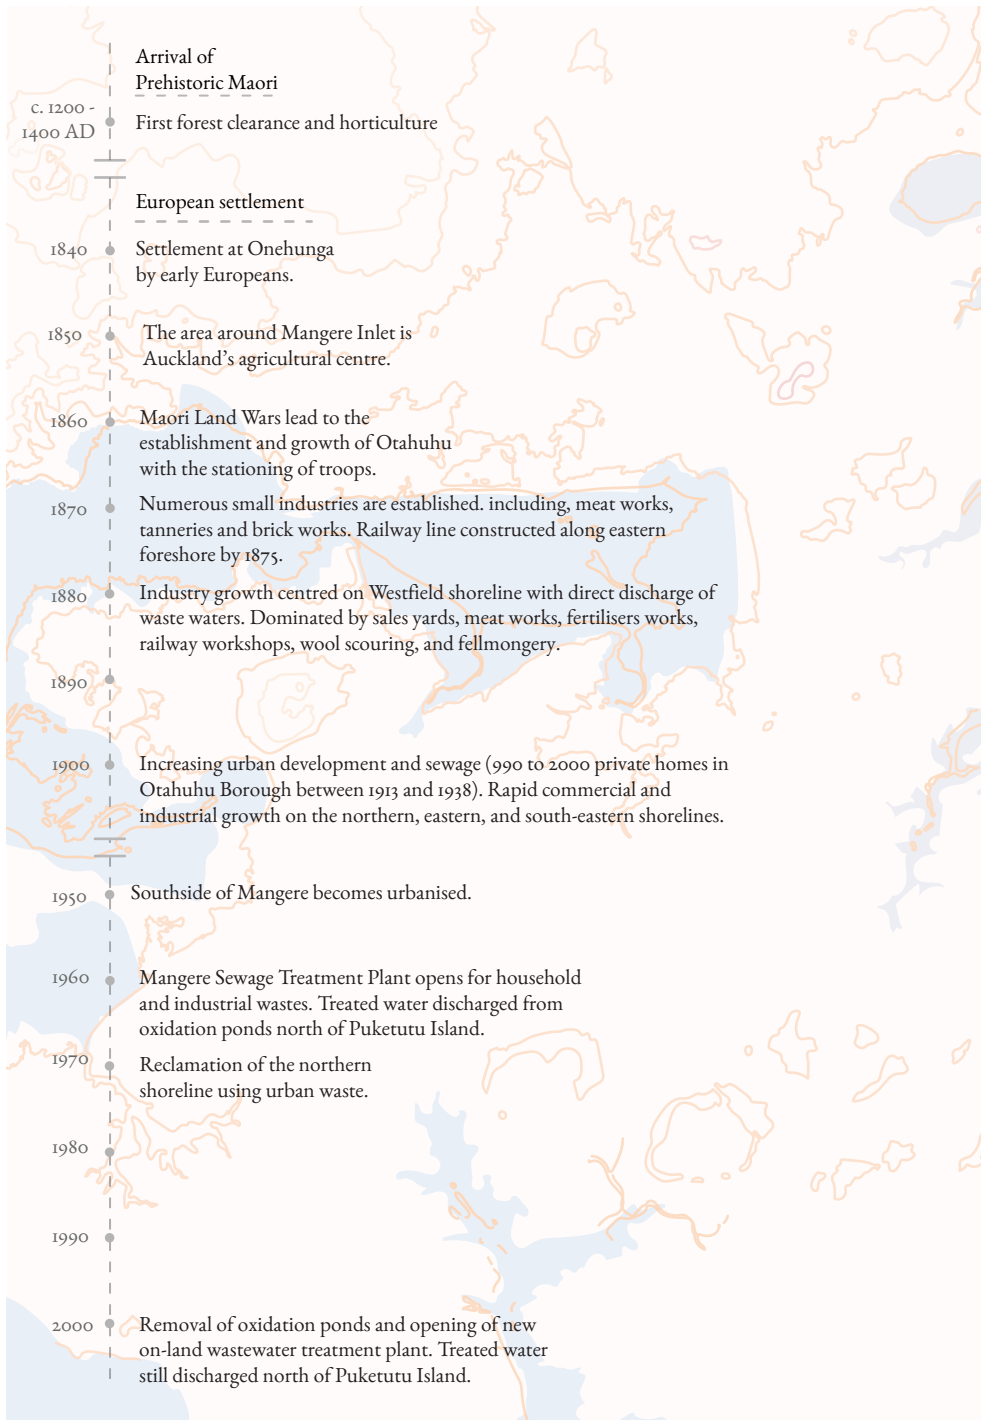 Arrival of
Prehistoric Maori
c. 1200 -
1400 AD
First forest clearance and horticulture
European settlement
1840
Settlement at Onehunga
by early Europeans.
1850
The area around Mangere Inlet is
Auckland’s agricultural centre.
1860
Maori Land Wars lead to the
establishment and growth of Otahuhu
with the stationing of troops.
1870
Numerous small industries are established. including, meat works,
tanneries and brick works. Railway line constructed along eastern
foreshore by 1875.
1880
Industry growth centred on Westfield shoreline with direct discharge of
waste waters. Dominated by sales yards, meat works, fertilisers works,
railway workshops, wool scouring, and fellmongery.
1890
1900
Increasing urban development and sewage (990 to 2000 private homes in
Otahuhu Borough between 1913 and 1938). Rapid commercial and
industrial growth on the northern, eastern, and south-eastern shorelines.
1950
Southside of Mangere becomes urbanised.
1960
Mangere Sewage Treatment Plant opens for household
and industrial wastes. Treated water discharged from
oxidation ponds north of Puketutu Island.
1970
Reclamation of the northern
shoreline using urban waste.
1980
1990
2000
Removal of oxidation ponds and opening of new
on-land wastewater treatment plant. Treated water
still discharged north of Puketutu Island.